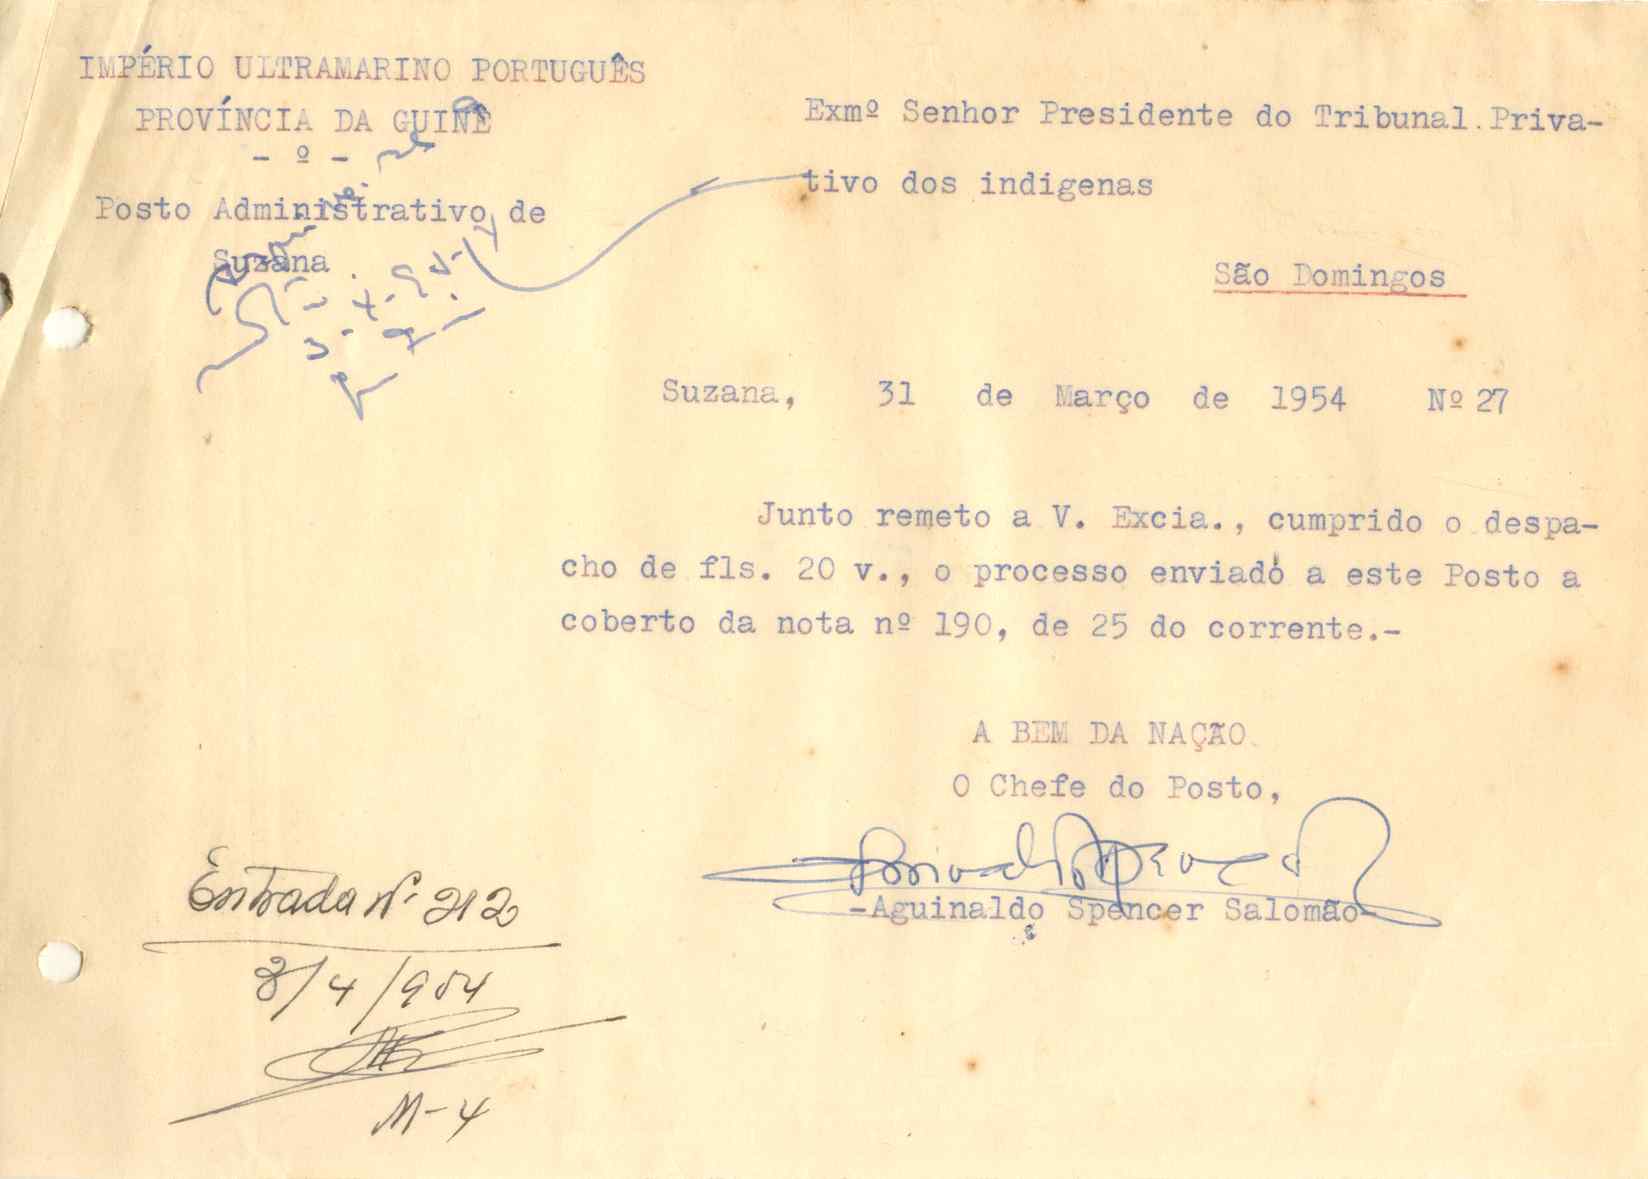 IMPÉRIO ULTRAMARINO PORTUGUÊS
PROVÍNCIA DA GUINÉ
- º -
Posto Administrativo de
Suzana
Exmº Senhor Presidente do Tribunal Priva-
tivo dos indigenas
São Domingos
Suzana, 31 de Março de 1954 Nº 27
Junto remeto a V. Excia., cumprido o despa-
cho de fls. 20 v., o processo enviado a este Posto a
coberto da nota nº 190, de 25 do corrente.-
A BEM DA NAÇÃO
O Chefe do Posto,
-Aguinaldo Spencer Salomão-
Entrada Nº 212
3/4/954
M-4